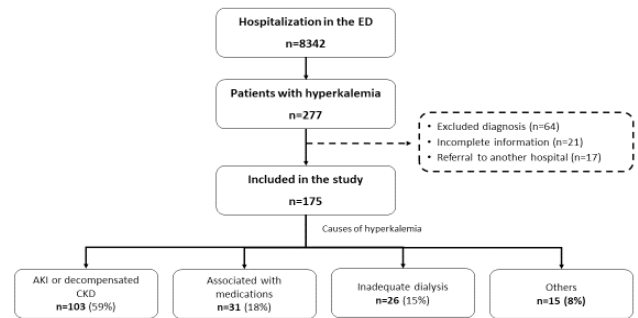 Hospitalization in the ED
n=8342
Patients with hyperkalemia
n=277
• Excluded diagnosis (n=64)
• Incomplete information (n=21)
• Referral to another hospital (n=17)
Included in the study
n=175
Causes of hyperkalemia
AKI or decompensated
CKD
n=103 (59%)
Associated with
medications
n=31 (18%)
Inadequate dialysis
n=26 (15%)
Others
n=15 (8%)